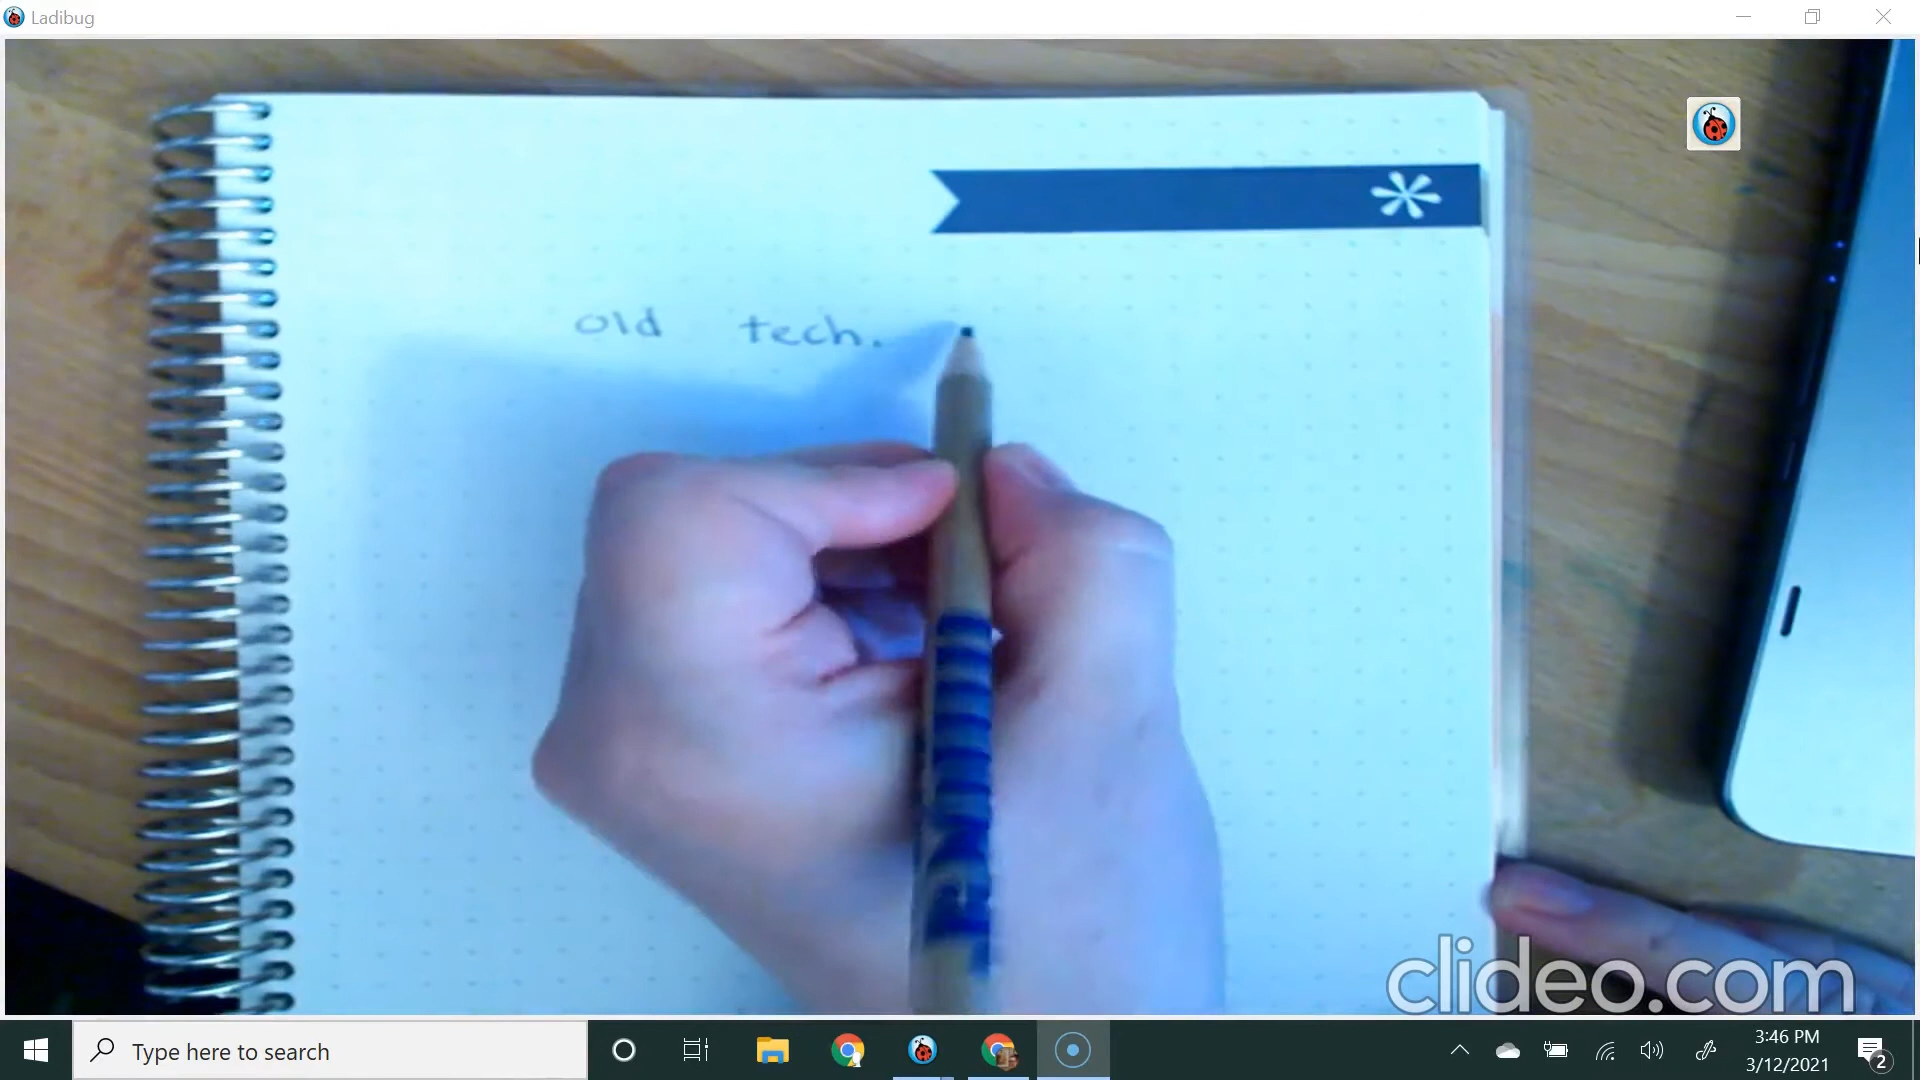 Ladibug
*
old tech.
clideo.com
Type here to search
3:46 PM
3/12/2021
2